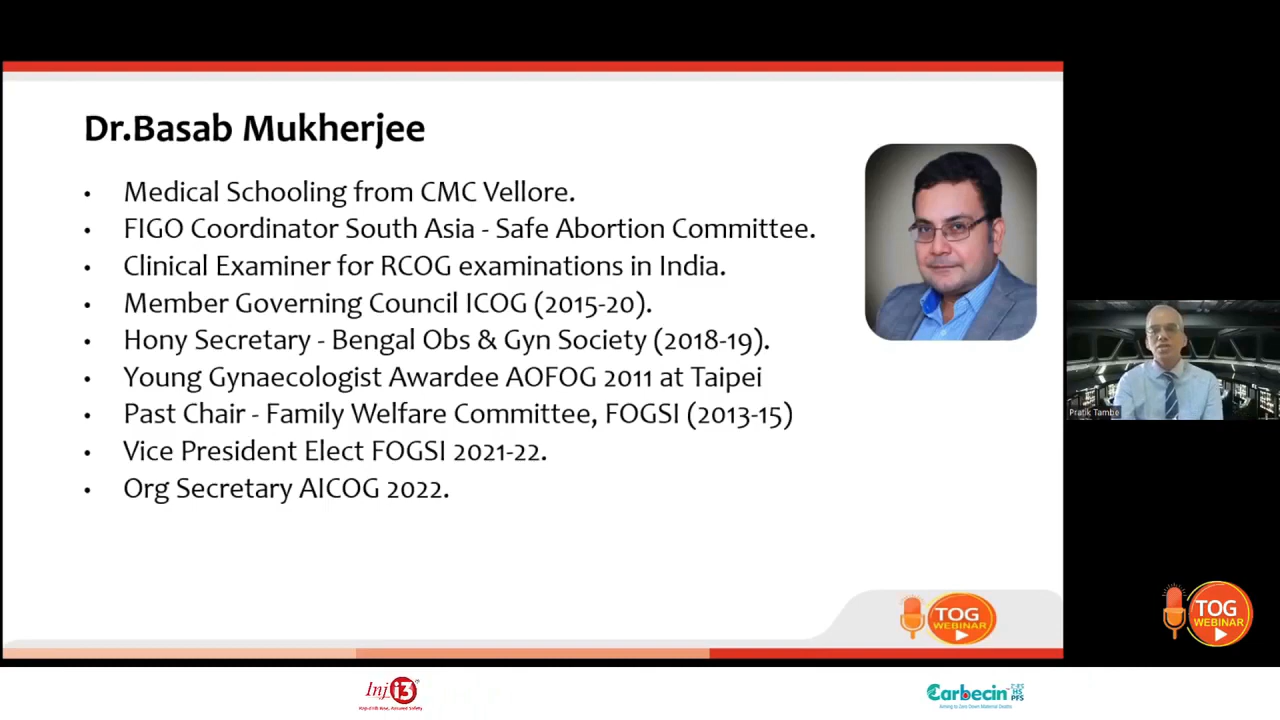 Dr.Basab Mukherjee
• Medical Schooling from CMC Vellore.
• FIGO Coordinator South Asia - Safe Abortion Committee.
• Clinical Examiner for RCOG examinations in India.
• Member Governing Council ICOG (2015-20).
• Hony Secretary - Bengal Obs & Gyn Society (2018-19).
• Young Gynaecologist Awardee AOFOG 2011 at Taipei
• Past Chair - Family Welfare Committee, FOGSI (2013-15)
• Vice President Elect FOGSI 2021-22.
• Org Secretary AICOG 2022.
Pratik Tambe
TOG
WEBINAR
TOG
WEBINAR
Inj i3
Carbecin
HS
PFS